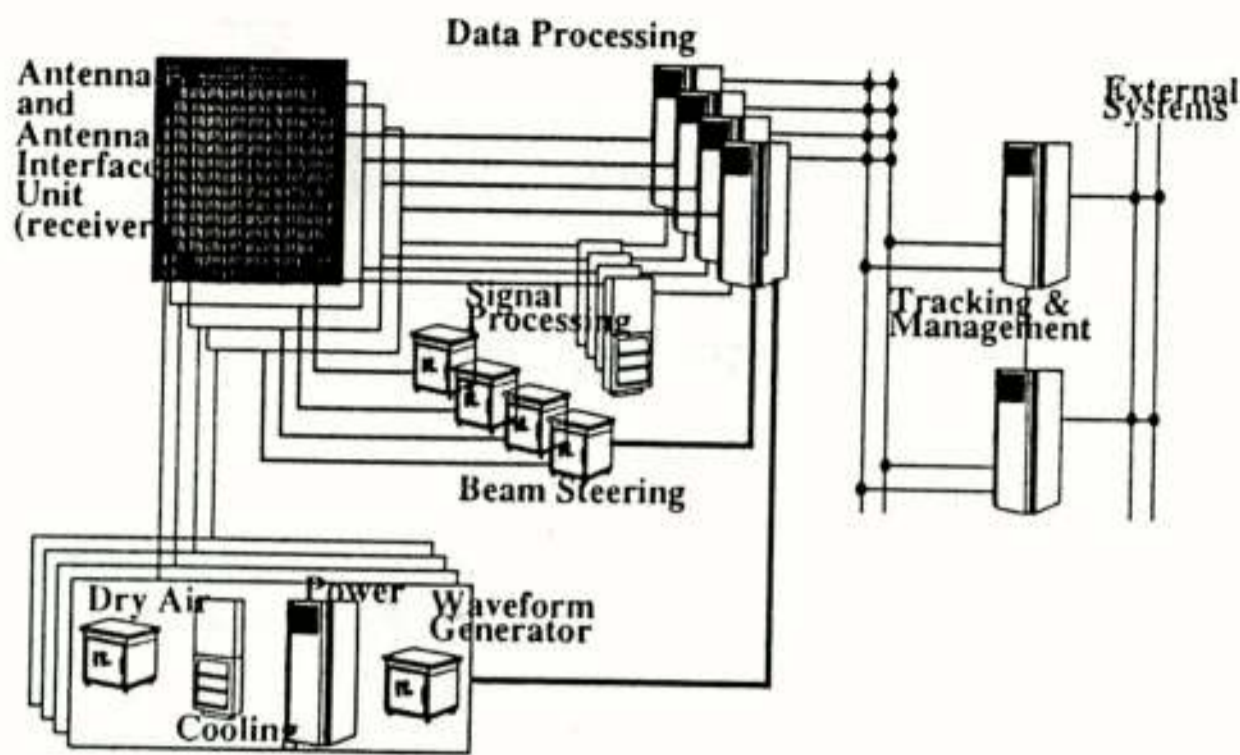 Data Processing
Antenna
and
Antenna
Interface
Unit
(receiver
External
Systems
Signal
Processing
Tracking &
Management
Beam Steering
Dry Air
Power
Waveform
Generator
Cooling